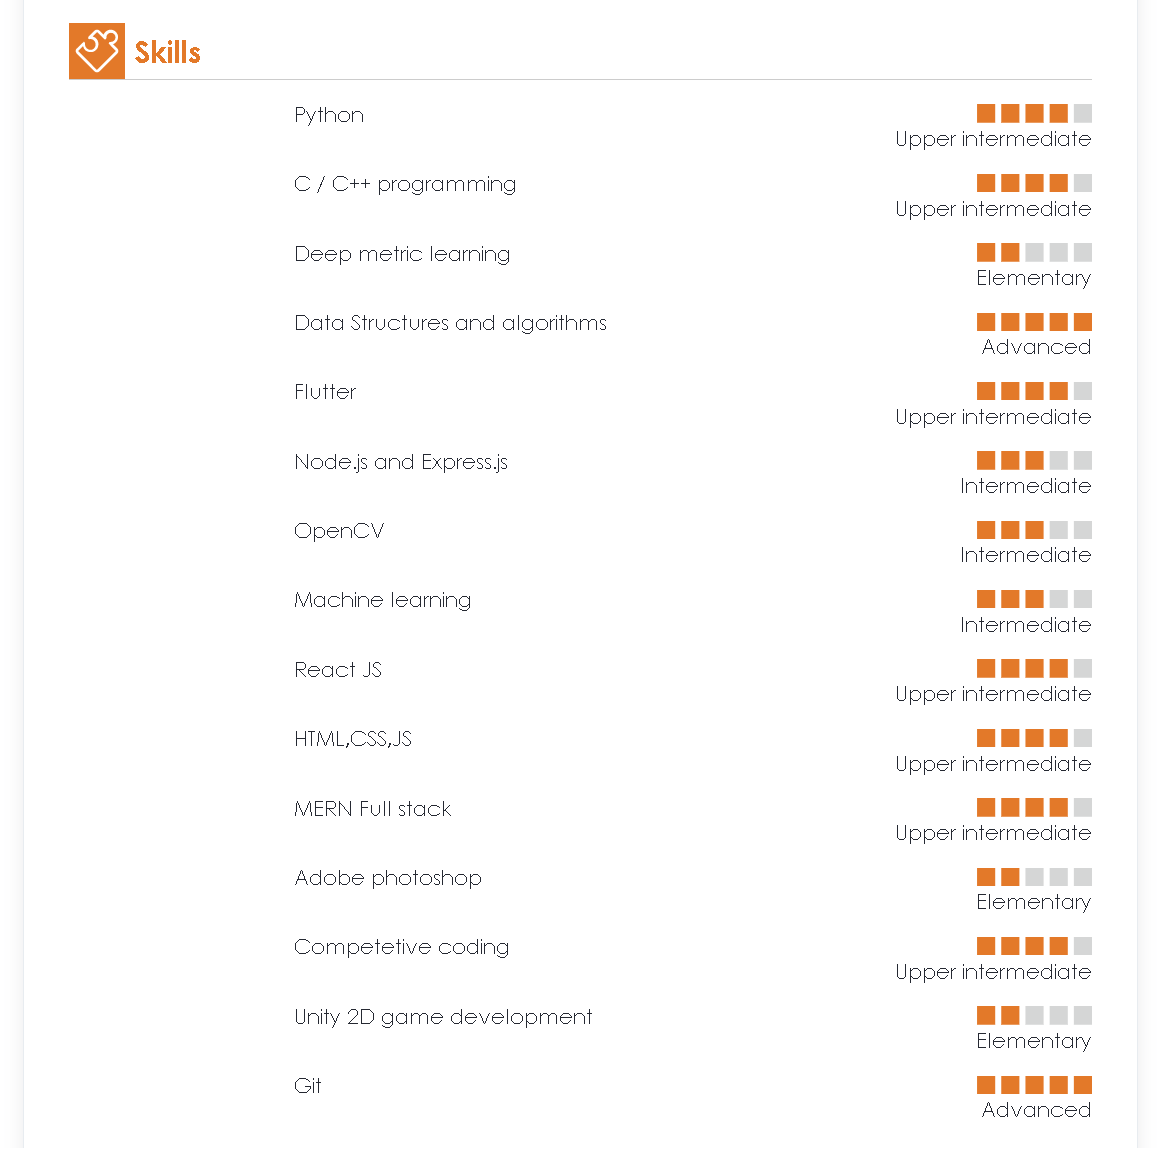 Skills
Python
Upper intermediate
C / C++ programming
Upper intermediate
Deep metric learning
Elementary
Data Structures and algorithms
Advanced
Flutter
Upper intermediate
Node.js and Express.js
Intermediate
OpenCV
Intermediate
Machine learning
Intermediate
React JS
Upper intermediate
HTML,CSS,JS
Upper intermediate
MERN Full stack
Upper intermediate
Adobe photoshop
Elementary
Competetive coding
Upper intermediate
Unity 2D game development
Elementary
Git
Advanced